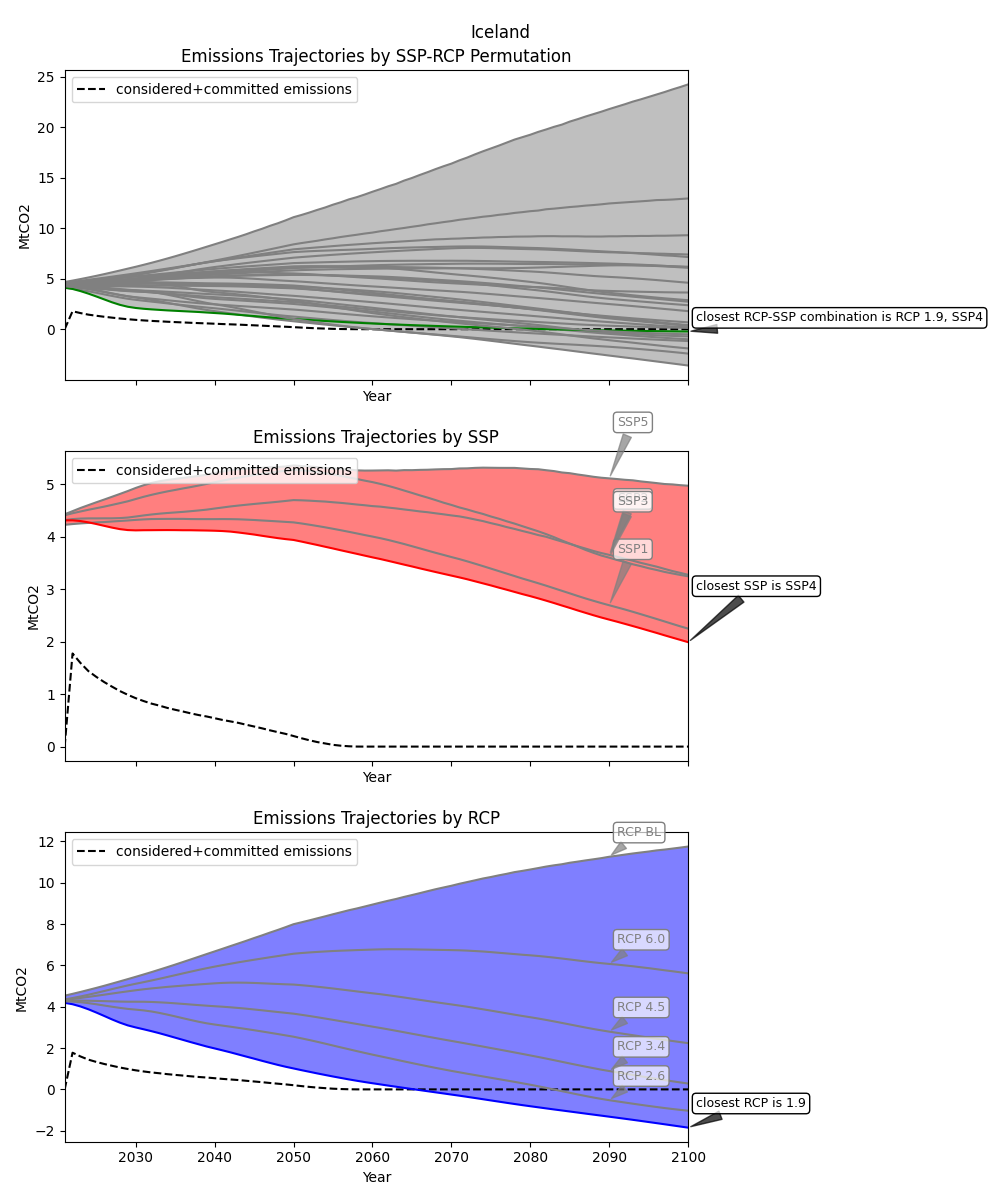 Iceland
Emissions Trajectories by SSP-RCP Permutation
considered+committed emissions
25
20
15
10
5
0
MtCO2
Year
closest RCP-SSP combination is RCP 1.9, SSP4
Emissions Trajectories by SSP
considered+committed emissions
SSP5
SSP3
SSP1
closest SSP is SSP4
5
4
3
2
1
0
MtCO2
Year
Emissions Trajectories by RCP
considered+committed emissions
RCP BL
RCP 6.0
RCP 4.5
RCP 3.4
RCP 2.6
closest RCP is 1.9
12
10
8
6
4
2
0
−2
MtCO2
2030 2040 2050 2060 2070 2080 2090 2100
Year